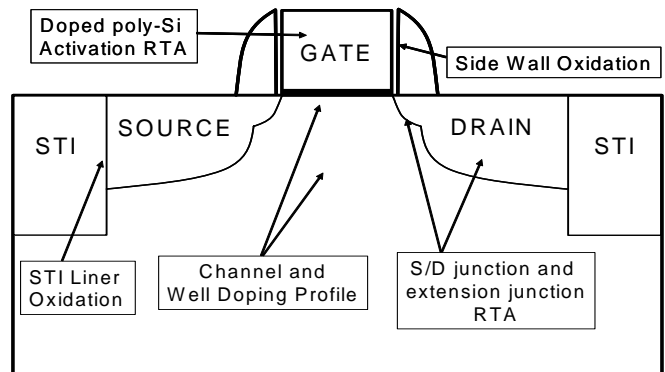 Doped poly-Si
Activation RTA
GATE
Side Wall Oxidation
SOURCE
DRAIN
STI
STI
STI Liner
Oxidation
Channel and
Well Doping Profile
S/D junction and
extension junction
RTA